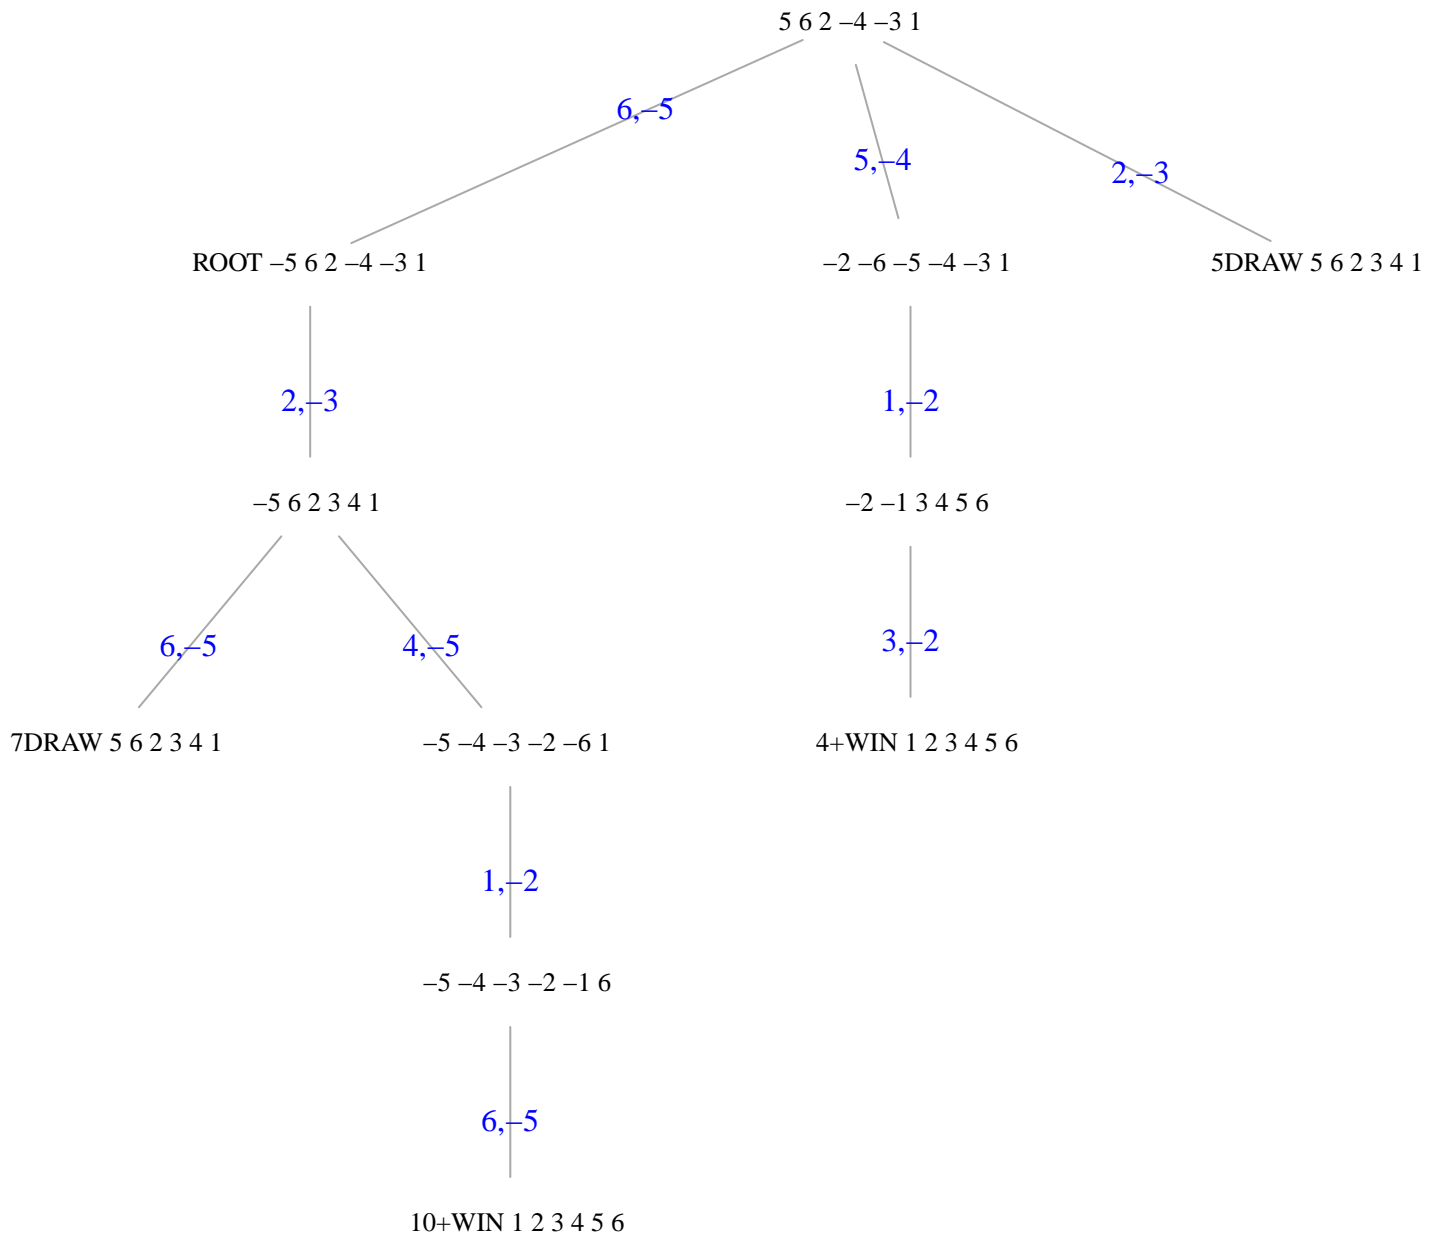 5 6 2 –4 –3 1
6,–5
5,–4
2,–3
ROOT –5 6 2 –4 –3 1
–2 –6 –5 –4 –3 1
5DRAW 5 6 2 3 4 1
2,–3
1,–2
–5 6 2 3 4 1
–2 –1 3 4 5 6
6,–5
4,–5
3,–2
7DRAW 5 6 2 3 4 1
–5 –4 –3 –2 –6 1
4+WIN 1 2 3 4 5 6
1,–2
–5 –4 –3 –2 –1 6
6,–5
10+WIN 1 2 3 4 5 6